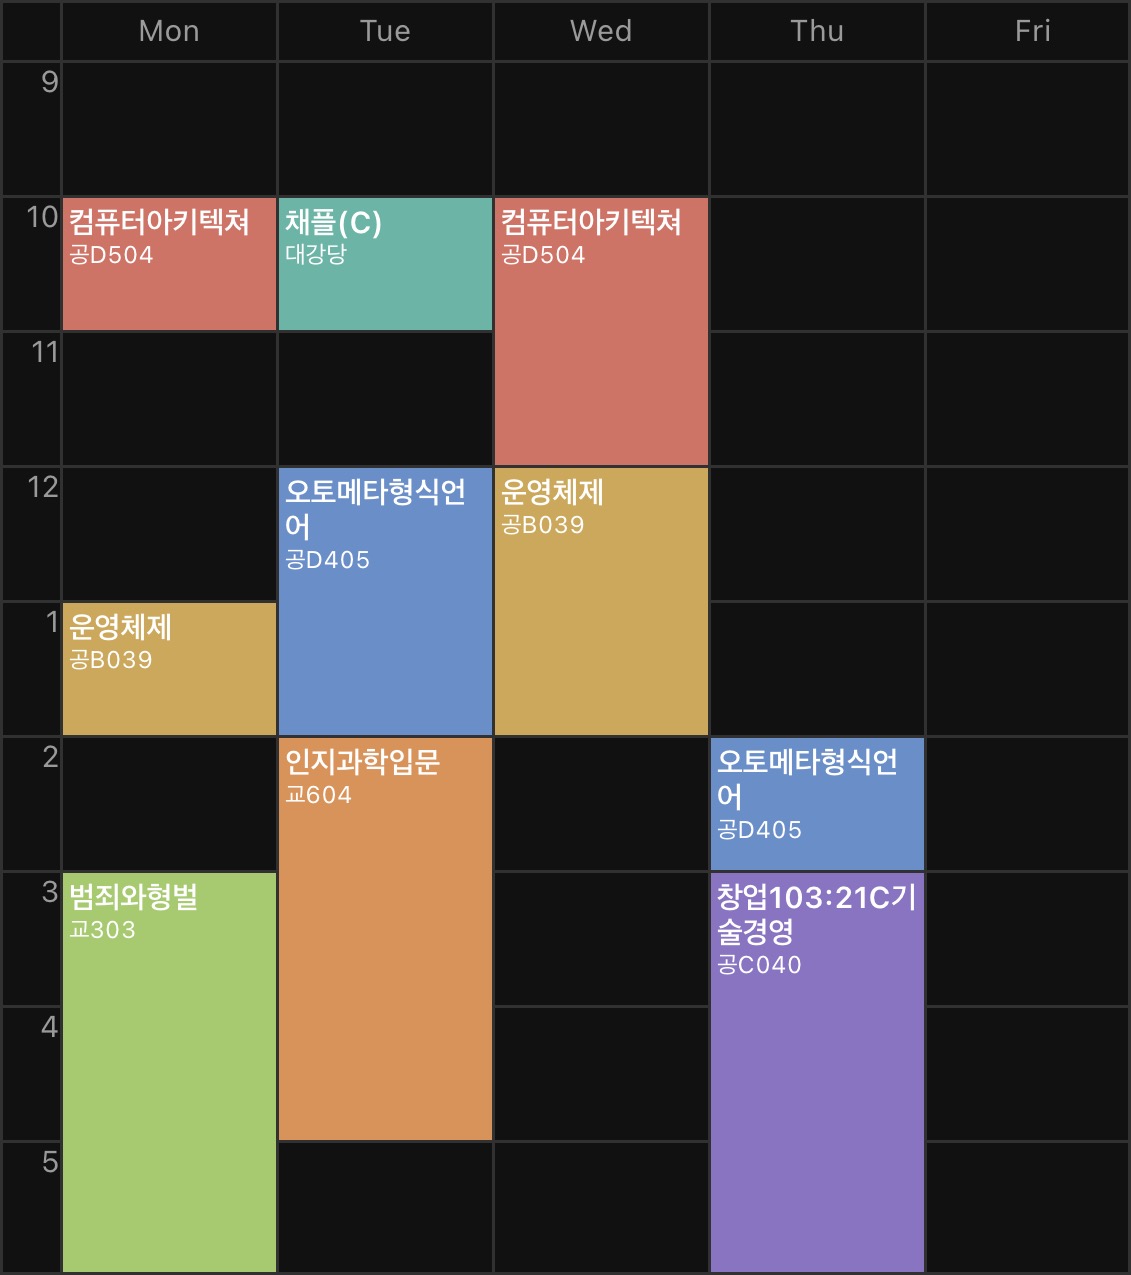 Mon Tue Wed Thu Fri
9
10
컴퓨터아키텍쳐
공D504
채플(C)
대강당
컴퓨터아키텍쳐
공D504
11
12
오토메타형식언
어
공D405
운영체제
공B039
1
운영체제
공B039
2
인지과학입문
교604
오토메타형식언
어
공D405
3
범죄와형벌
교303
창업103:21C기
술경영
공C040
4
5